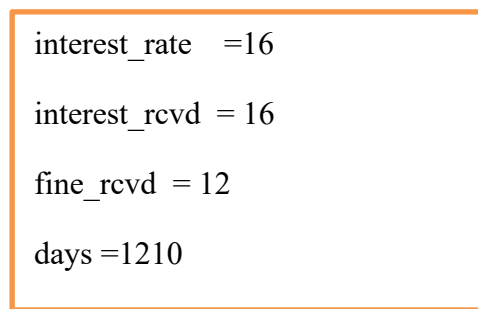 interest_rate =16
interest_rcvd = 16
fine_rcvd = 12
days =1210